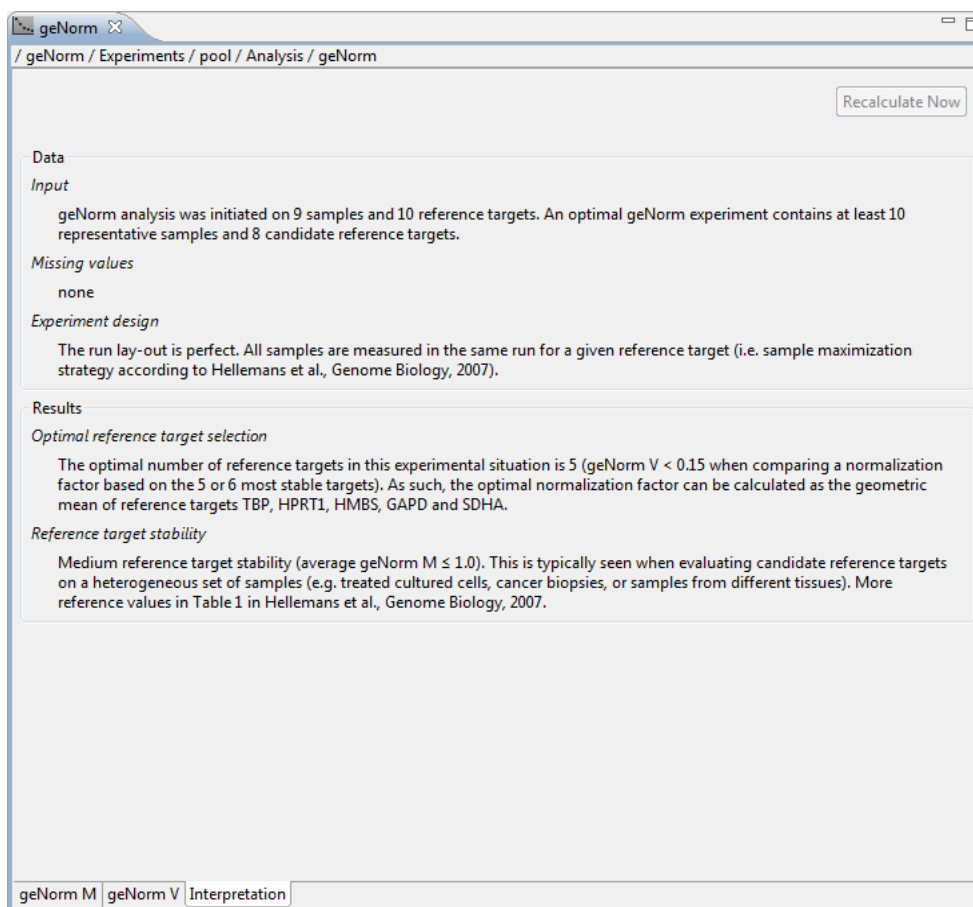 geNorm
/ geNorm / Experiments / pool / Analysis / geNorm
Recalculate Now
Data
Input
geNorm analysis was initiated on 9 samples and 10 reference targets. An optimal geNorm experiment contains at least 10
representative samples and 8 candidate reference targets.
Missing values
none
Experiment design
The run lay-out is perfect. All samples are measured in the same run for a given reference target (i.e. sample maximization
strategy according to Hellemans et al., Genome Biology, 2007).
Results
Optimal reference target selection
The optimal number of reference targets in this experimental situation is 5 (geNorm V < 0.15 when comparing a normalization
factor based on the 5 or 6 most stable targets). As such, the optimal normalization factor can be calculated as the geometric
mean of reference targets TBP, HPRT1, HMBS, GAPD and SDHA.
Reference target stability
Medium reference target stability (average geNorm M ≤ 1.0). This is typically seen when evaluating candidate reference targets
on a heterogeneous set of samples (e.g. treated cultured cells, cancer biopsies, or samples from different tissues). More
reference values in Table 1 in Hellemans et al., Genome Biology, 2007.
geNorm M geNorm V Interpretation